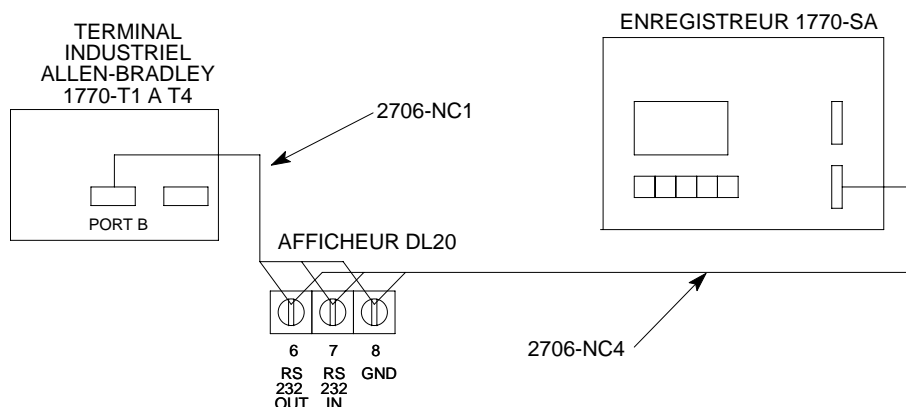 TERMINAL
INDUSTRIEL
ALLEN-BRADLEY
1770-T1 A T4
ENREGISTREUR 1770-SA
2706-NC1
PORT B
AFFICHEUR DL20
6 7 8
RS RS GND
232 232
OUT IN
2706-NC4